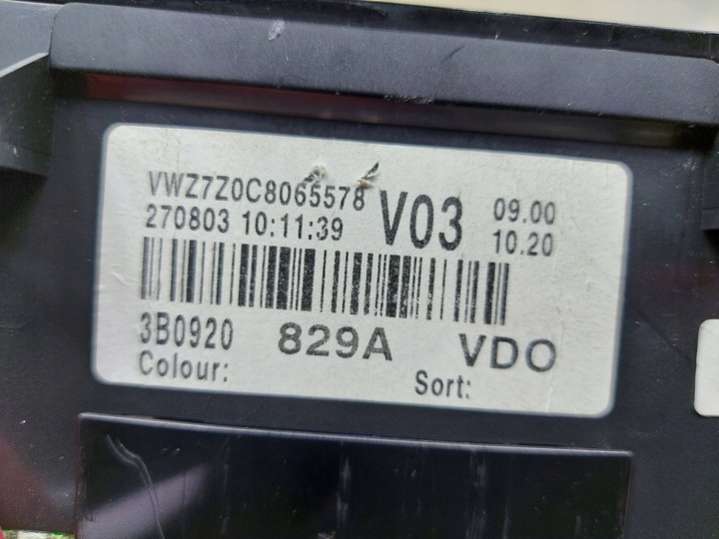 VWZ7Z0C8065578
270803 10:11:39
V03
09.00
10.20
3B0920 829A VDO
Colour: Sort: